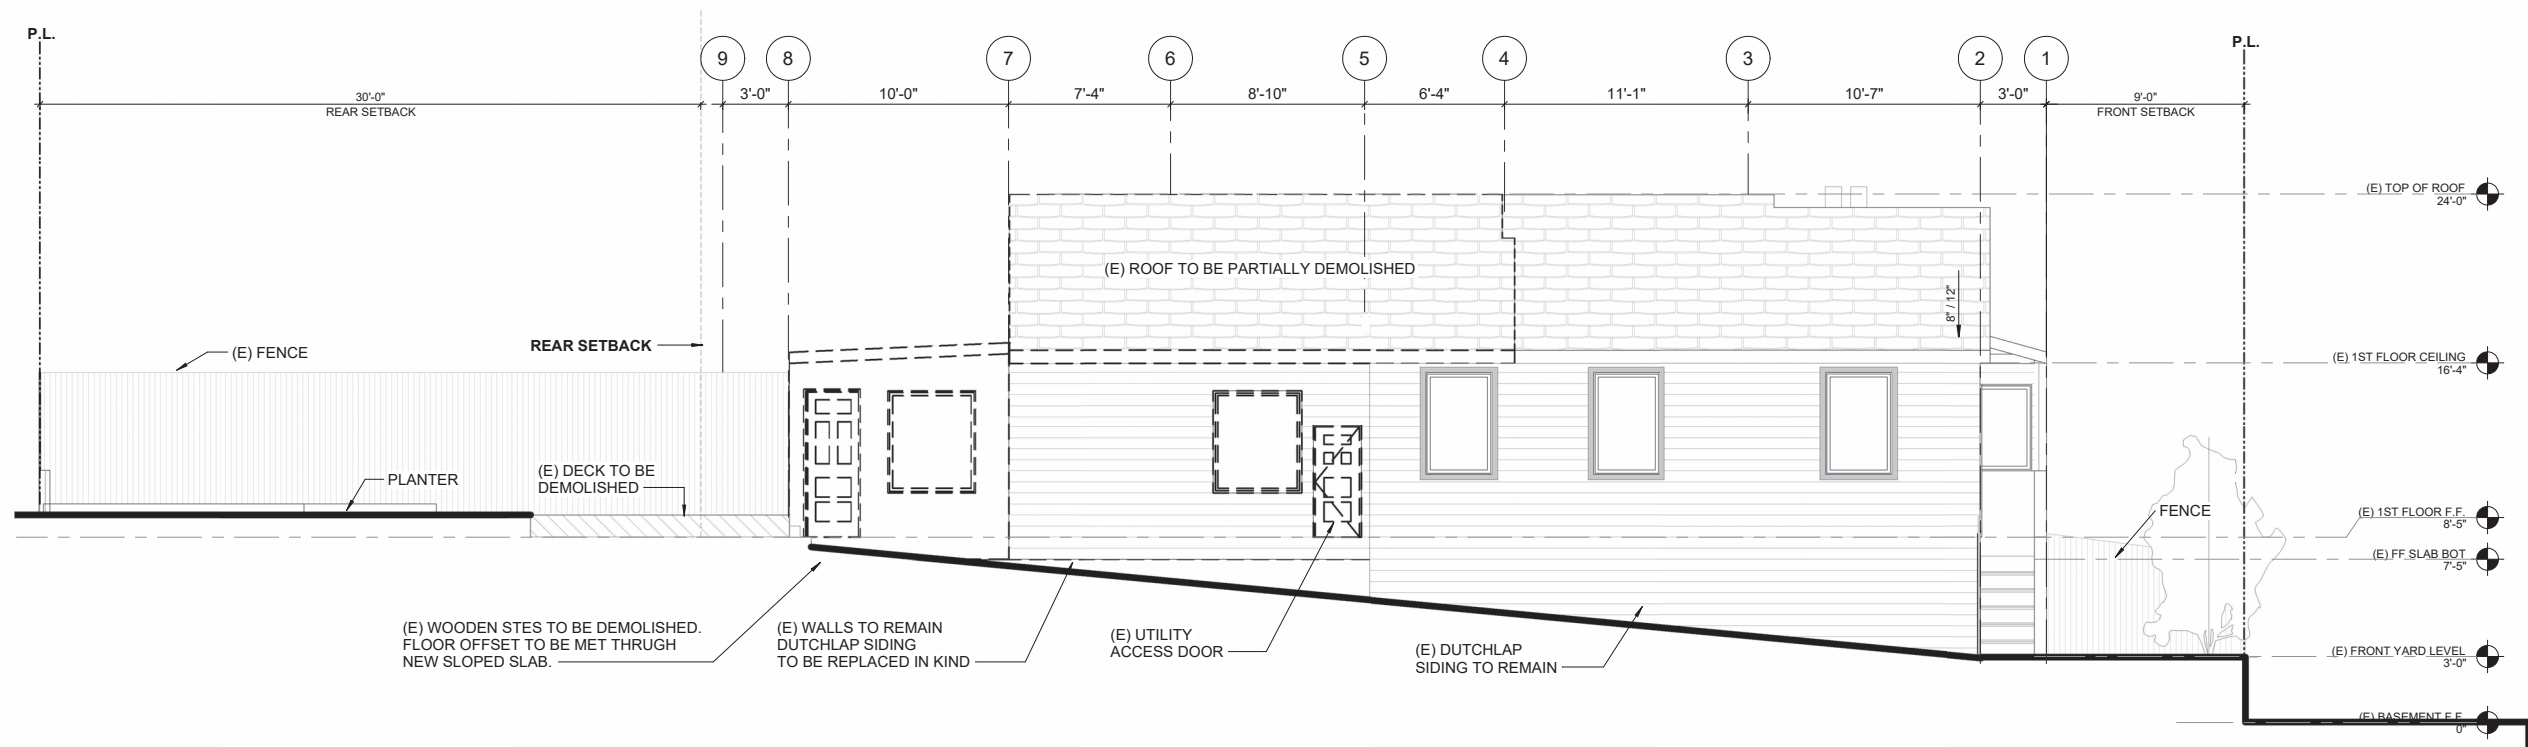 P.L.
P.L.
9
8
7
6
5
4
3
2
1
30'-0"
REAR SETBACK
3'-0"
10'-0"
7'-4"
8'-10"
6'-4"
11'-1"
10'-7"
3'-0"
9'-0"
FRONT SETBACK
(E) TOP OF ROOF
24'-0"
(E) ROOF TO BE PARTIALLY DEMOLISHED
8" / 12"
REAR SETBACK
(E) FENCE
(E) 1ST FLOOR CEILING
16'-4"
(E) DECK TO BE
DEMOLISHED
PLANTER
FENCE
(E) 1ST FLOOR F.F.
8'-5"
(E) FF SLAB BOT
7'-5"
(E) WOODEN STES TO BE DEMOLISHED.
FLOOR OFFSET TO BE MET THRUGH
NEW SLOPED SLAB.
(E) WALLS TO REMAIN
DUTCHLAP SIDING
TO BE REPLACED IN KIND
(E) UTILITY
ACCESS DOOR
(E) DUTCHLAP
SIDING TO REMAIN
(E) FRONT YARD LEVEL
3'-0"
(E) BASEMENT F.F.
0"